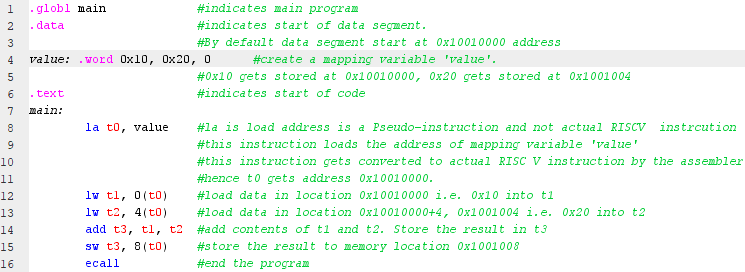 1 .globl main #indicates main program
2 .data #indicates start of data segment.
3 #By default data segment start at 0x10010000 address
4 value: .word 0x10, 0x20, 0 #create a mapping variable 'value'.
5 #0x10 gets stored at 0x10010000, 0x20 gets stored at 0x1001004
6 .text #indicates start of code
7 main:
8 la t0, value #la is load address is a Pseudo-instruction and not actual RISCV instrcution
9 #this instruction loads the address of mapping variable 'value'
10 #this instruction gets converted to actual RISC V instruction by the assembler
11 #hence t0 gets address 0x10010000.
12 lw t1, 0(t0) #load data in location 0x10010000 i.e. 0x10 into t1
13 lw t2, 4(t0) #load data in location 0x10010000+4, 0x1001004 i.e. 0x20 into t2
14 add t3, t1, t2 #add contents of t1 and t2. Store the result in t3
15 sw t3, 8(t0) #store the result to memory location 0x1001008
16 ecall #end the program